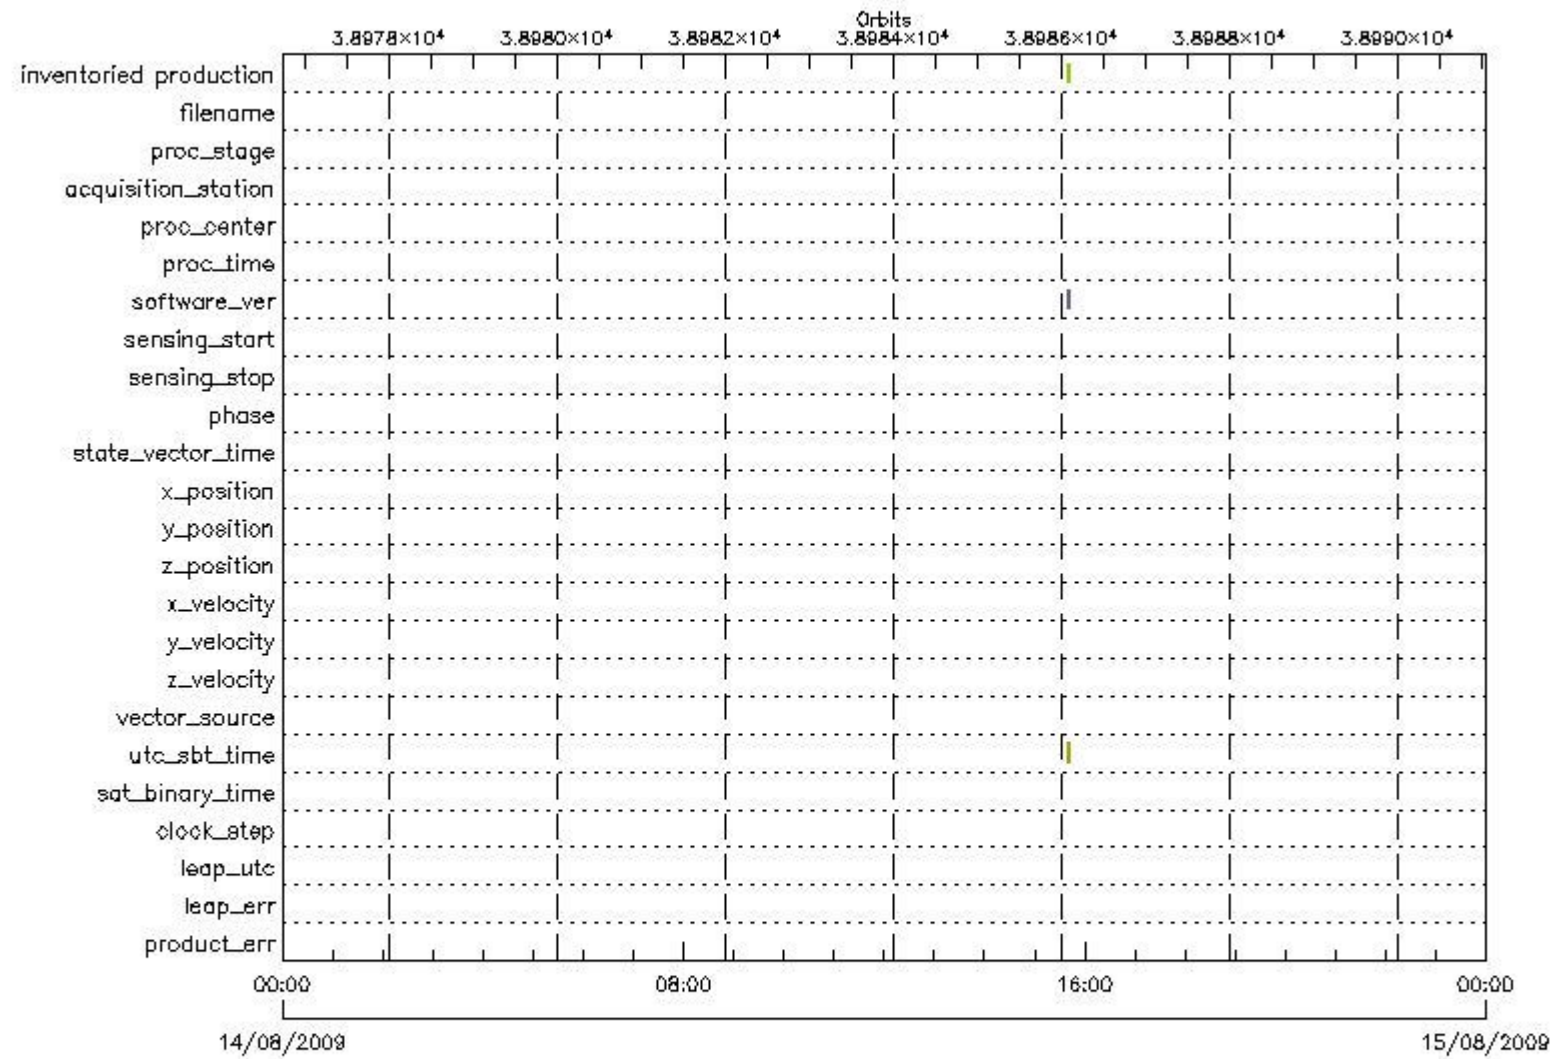 Orbits
3.8978×10⁴ 3.8980×10⁴ 3.8982×10⁴ 3.8984×10⁴ 3.8986×10⁴ 3.8988×10⁴ 3.8990×10⁴
inventoried production
filename
proc_stage
acquisition_station
proc_center
proc_time
software_ver
sensing_start
sensing_stop
phase
state_vector_time
x_position
y_position
z_position
x_velocity
y_velocity
z_velocity
vector_source
utc_sbt_time
sat_binary_time
clock_step
leap_utc
leap_err
product_err
00:00 08:00 16:00 00:00
14/08/2009 15/08/2009